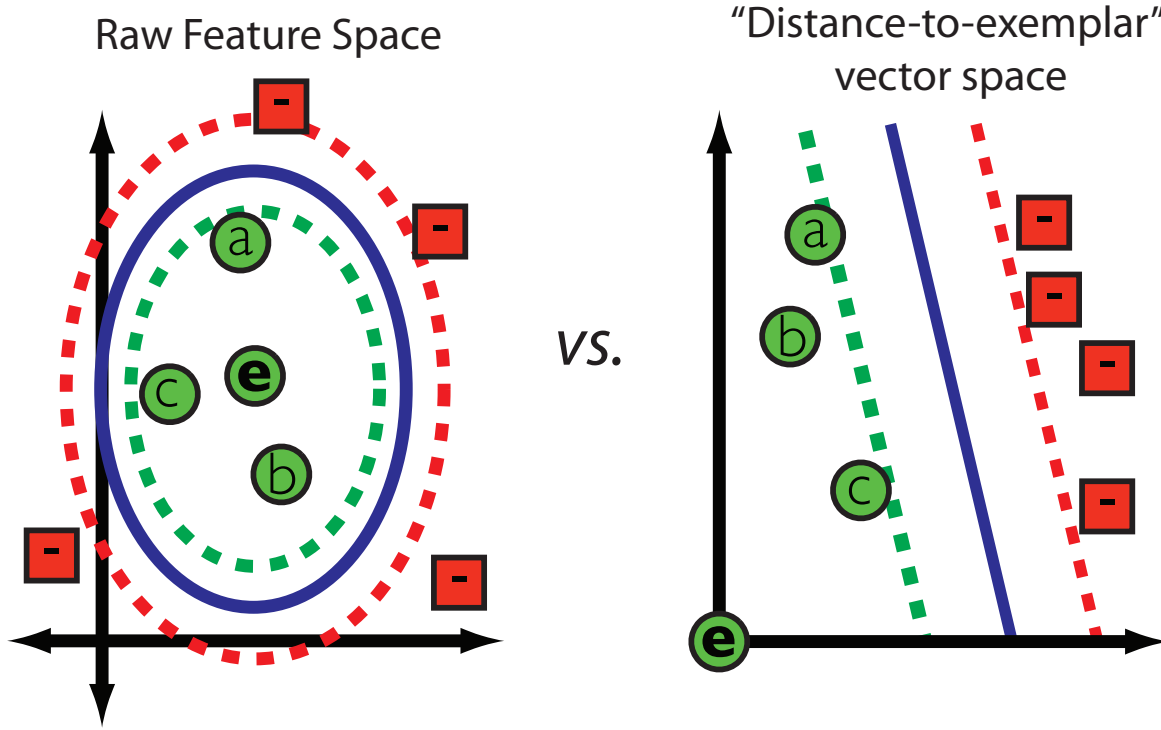 Raw Feature Space
“Distance-to-exemplar”
vector space
-
-
a
c
e
b
-
-
vs.
a
b
c
e
-
-
-
-